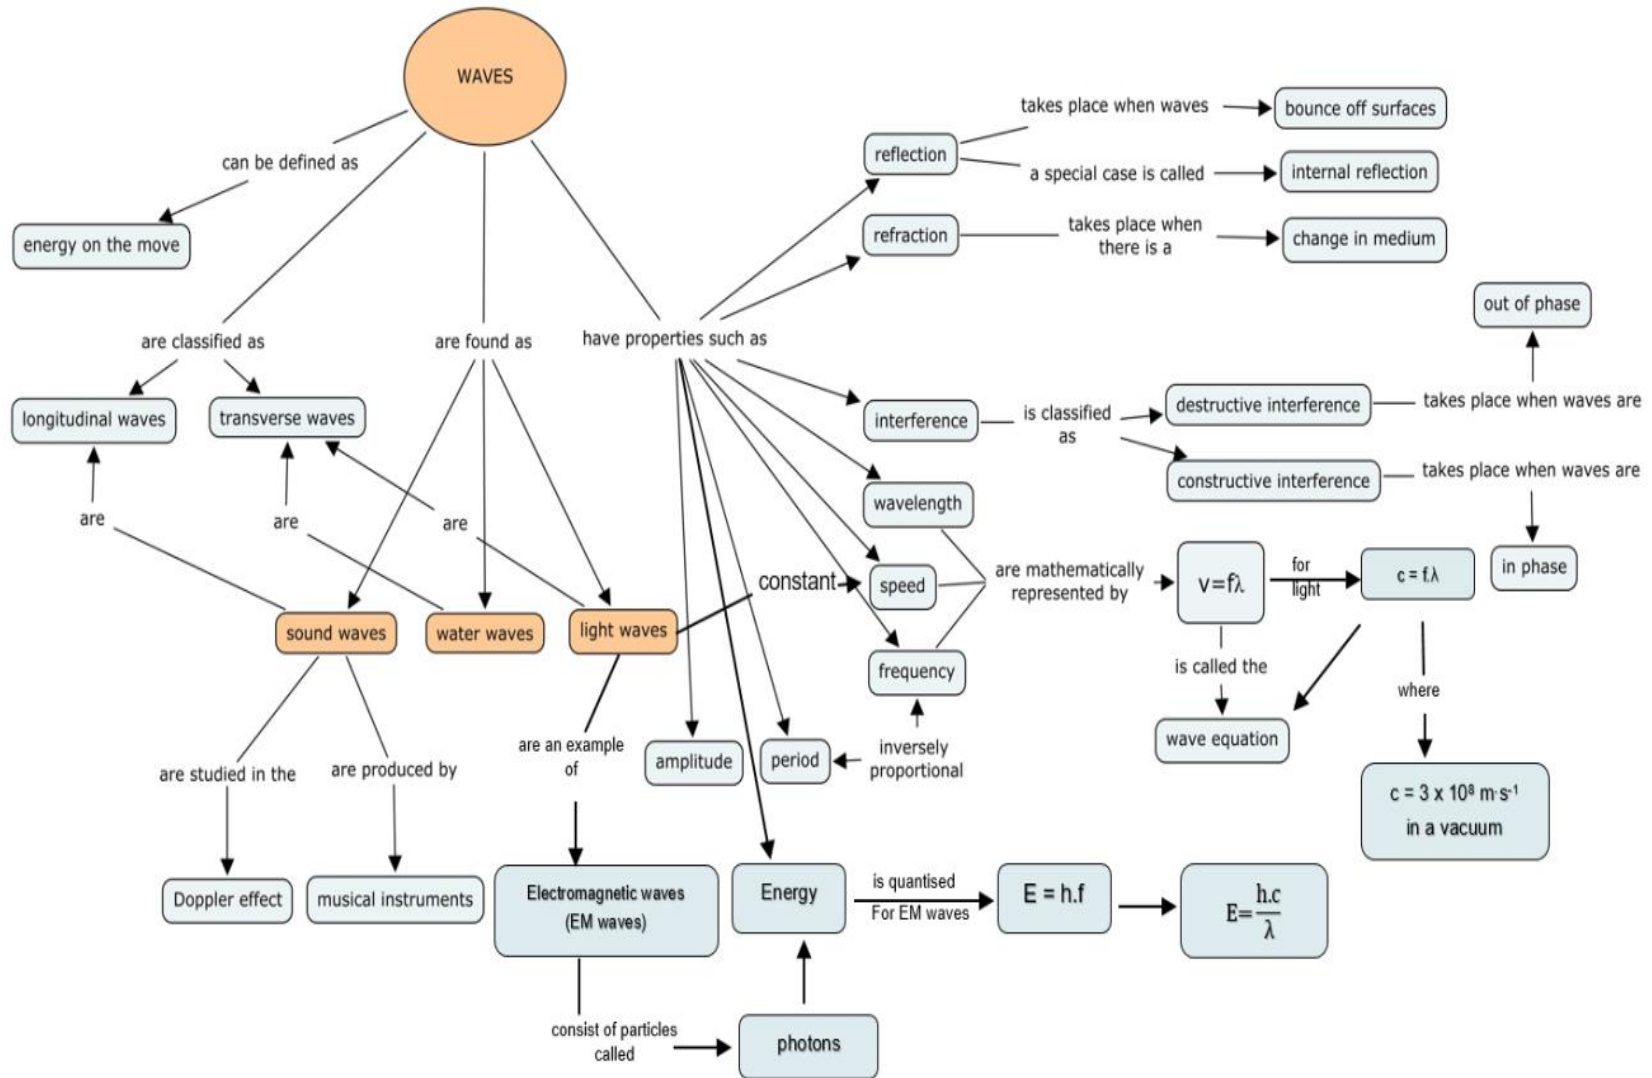 WAVES
can be defined as
energy on the move
are classified as
longitudinal waves
transverse waves
are
are
are
are found as
sound waves
water waves
light waves
have properties such as
reflection
takes place when waves
bounce off surfaces
a special case is called
internal reflection
refraction
takes place when
there is a
change in medium
out of phase
interference
is classified
as
destructive interference
takes place when waves are
constructive interference
takes place when waves are
in phase
wavelength
constant
speed
frequency
are mathematically
represented by
v=fλ
for
light
c = f.λ
is called the
wave equation
where
c = 3 x 10⁸ m·s⁻¹
in a vacuum
amplitude
period
inversely
proportional
are studied in the
Doppler effect
are produced by
musical instruments
are an example
of
Electromagnetic waves
(EM waves)
Energy
is quantised
For EM waves
E = h.f
E=h.c/λ
consist of particles
called
photons